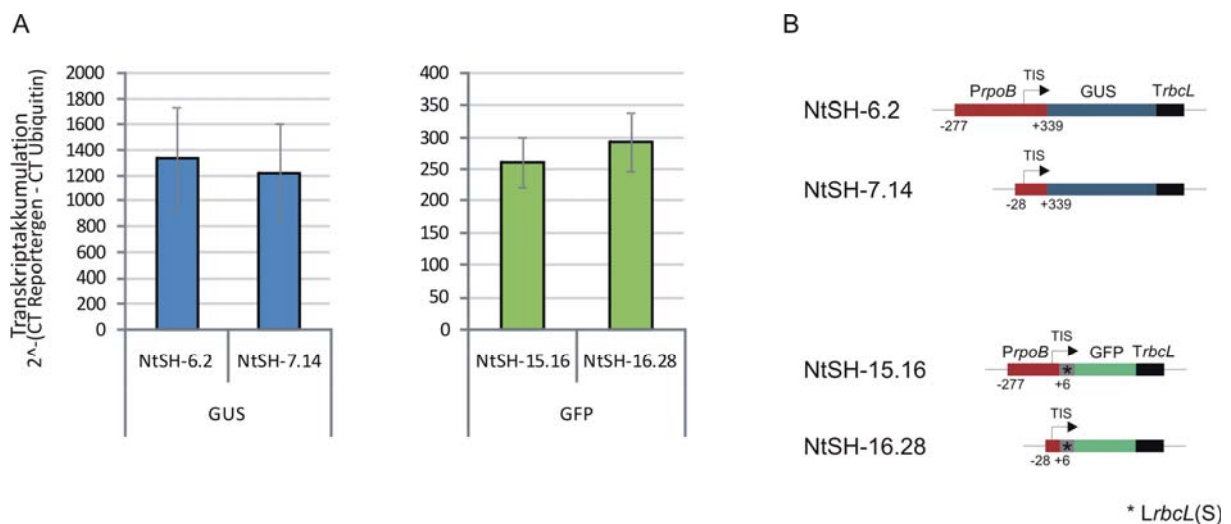 A
Transkriptakkumulation
2^-(CT Reportergen - CT Ubiquitin)
2000
1800
1600
1400
1200
1000
800
600
400
200
0
NtSH-6.2
NtSH-7.14
GUS
400
350
300
250
200
150
100
50
0
NtSH-15.16
NtSH-16.28
GFP
B
NtSH-6.2
PrpoB
TIS
GUS
TrbcL
-277
+339
NtSH-7.14
TIS
-28
+339
NtSH-15.16
PrpoB
TIS
GFP
TrbcL
*
-277
+6
NtSH-16.28
TIS
*
-28
+6
* LrbcL(S)